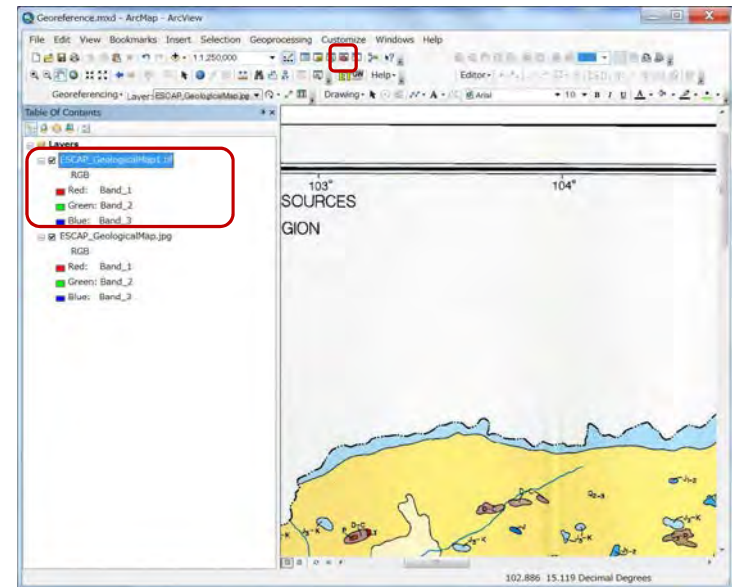 Georeference.mxd - ArcMap - ArcView
File Edit View Bookmarks Insert Selection Geoprocessing Customize Windows Help
1:1,250,000
Help
Editor
Georeferencing Layer: ESCAP_GeologicalMap.jpg
Drawing A Arial 10 B I U A
Table Of Contents
Layers
ESCAP_GeologicalMap1.tif
RGB
Red: Band_1
Green: Band_2
Blue: Band_3
ESCAP_GeologicalMap.jpg
RGB
Red: Band_1
Green: Band_2
Blue: Band_3
103° 104°
SOURCES
GION
102.886 15.119 Decimal Degrees